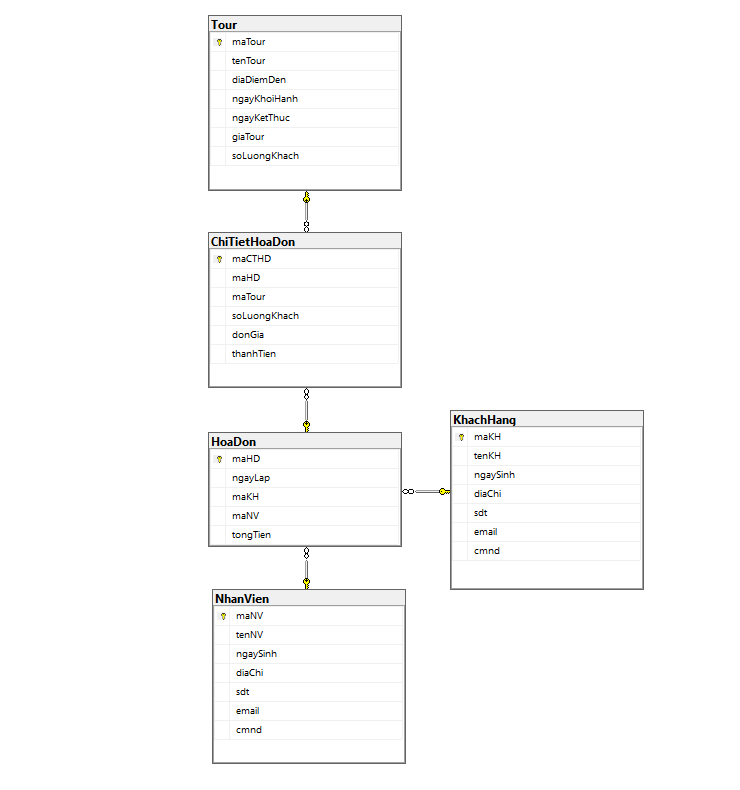 Tour
maTour
tenTour
diaDiemDen
ngayKhoiHanh
ngayKetThuc
giaTour
soLuongKhach
ChiTietHoaDon
maCTHD
maHD
maTour
soLuongKhach
donGia
thanhTien
HoaDon
maHD
ngayLap
maKH
maNV
tongTien
KhachHang
maKH
tenKH
ngaySinh
diaChi
sdt
email
cmnd
NhanVien
maNV
tenNV
ngaySinh
diaChi
sdt
email
cmnd